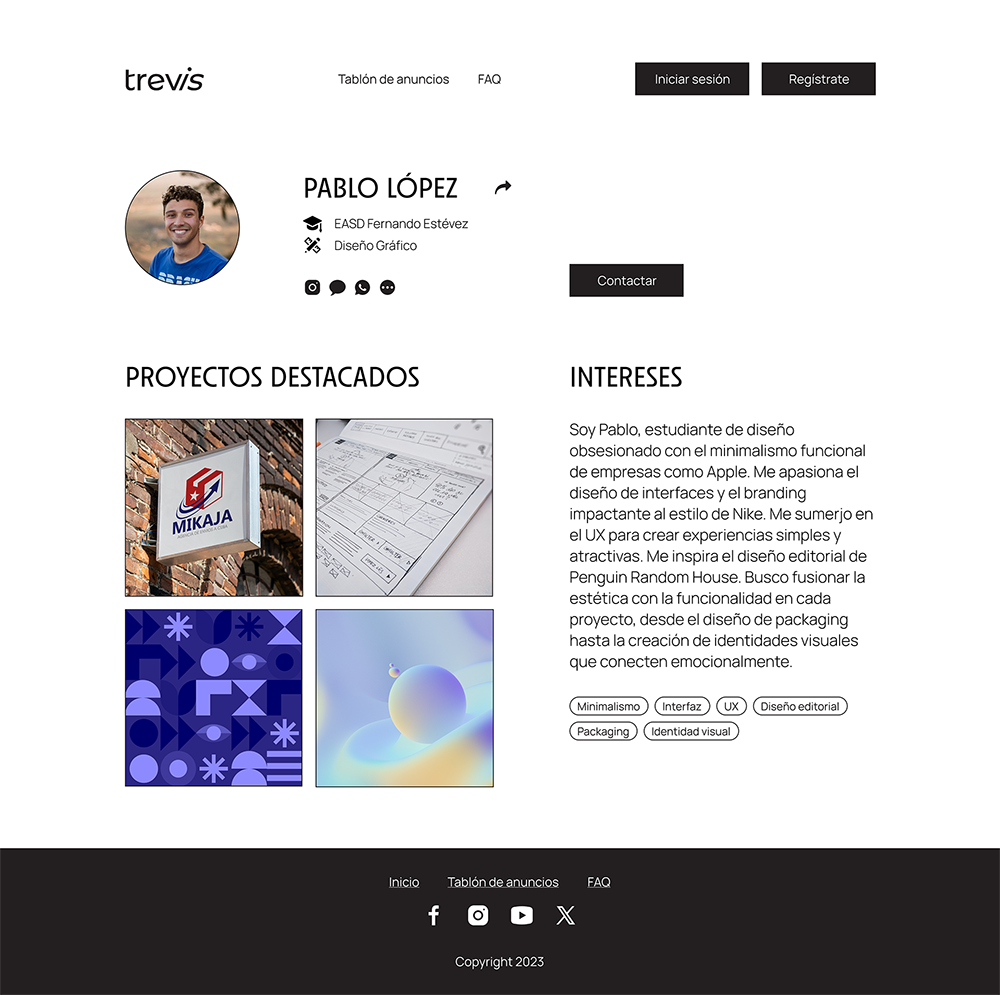 trevis
Tablón de anuncios
FAQ
Iniciar sesión
Regístrate
PABLO LÓPEZ
EASD Fernando Estévez
Diseño Gráfico
Contactar
PROYECTOS DESTACADOS
MIKAJA
INTERESES
Soy Pablo, estudiante de diseño
obsesionado con el minimalismo funcional
de empresas como Apple. Me apasiona el
diseño de interfaces y el branding
impactante al estilo de Nike. Me sumerjo en
el UX para crear experiencias simples y
atractivas. Me inspira el diseño editorial de
Penguin Random House. Busco fusionar la
estética con la funcionalidad en cada
proyecto, desde el diseño de packaging
hasta la creación de identidades visuales
que conecten emocionalmente.
Minimalismo
Interfaz
UX
Diseño editorial
Packaging
Identidad visual
Inicio
Tablón de anuncios
FAQ
Copyright 2023